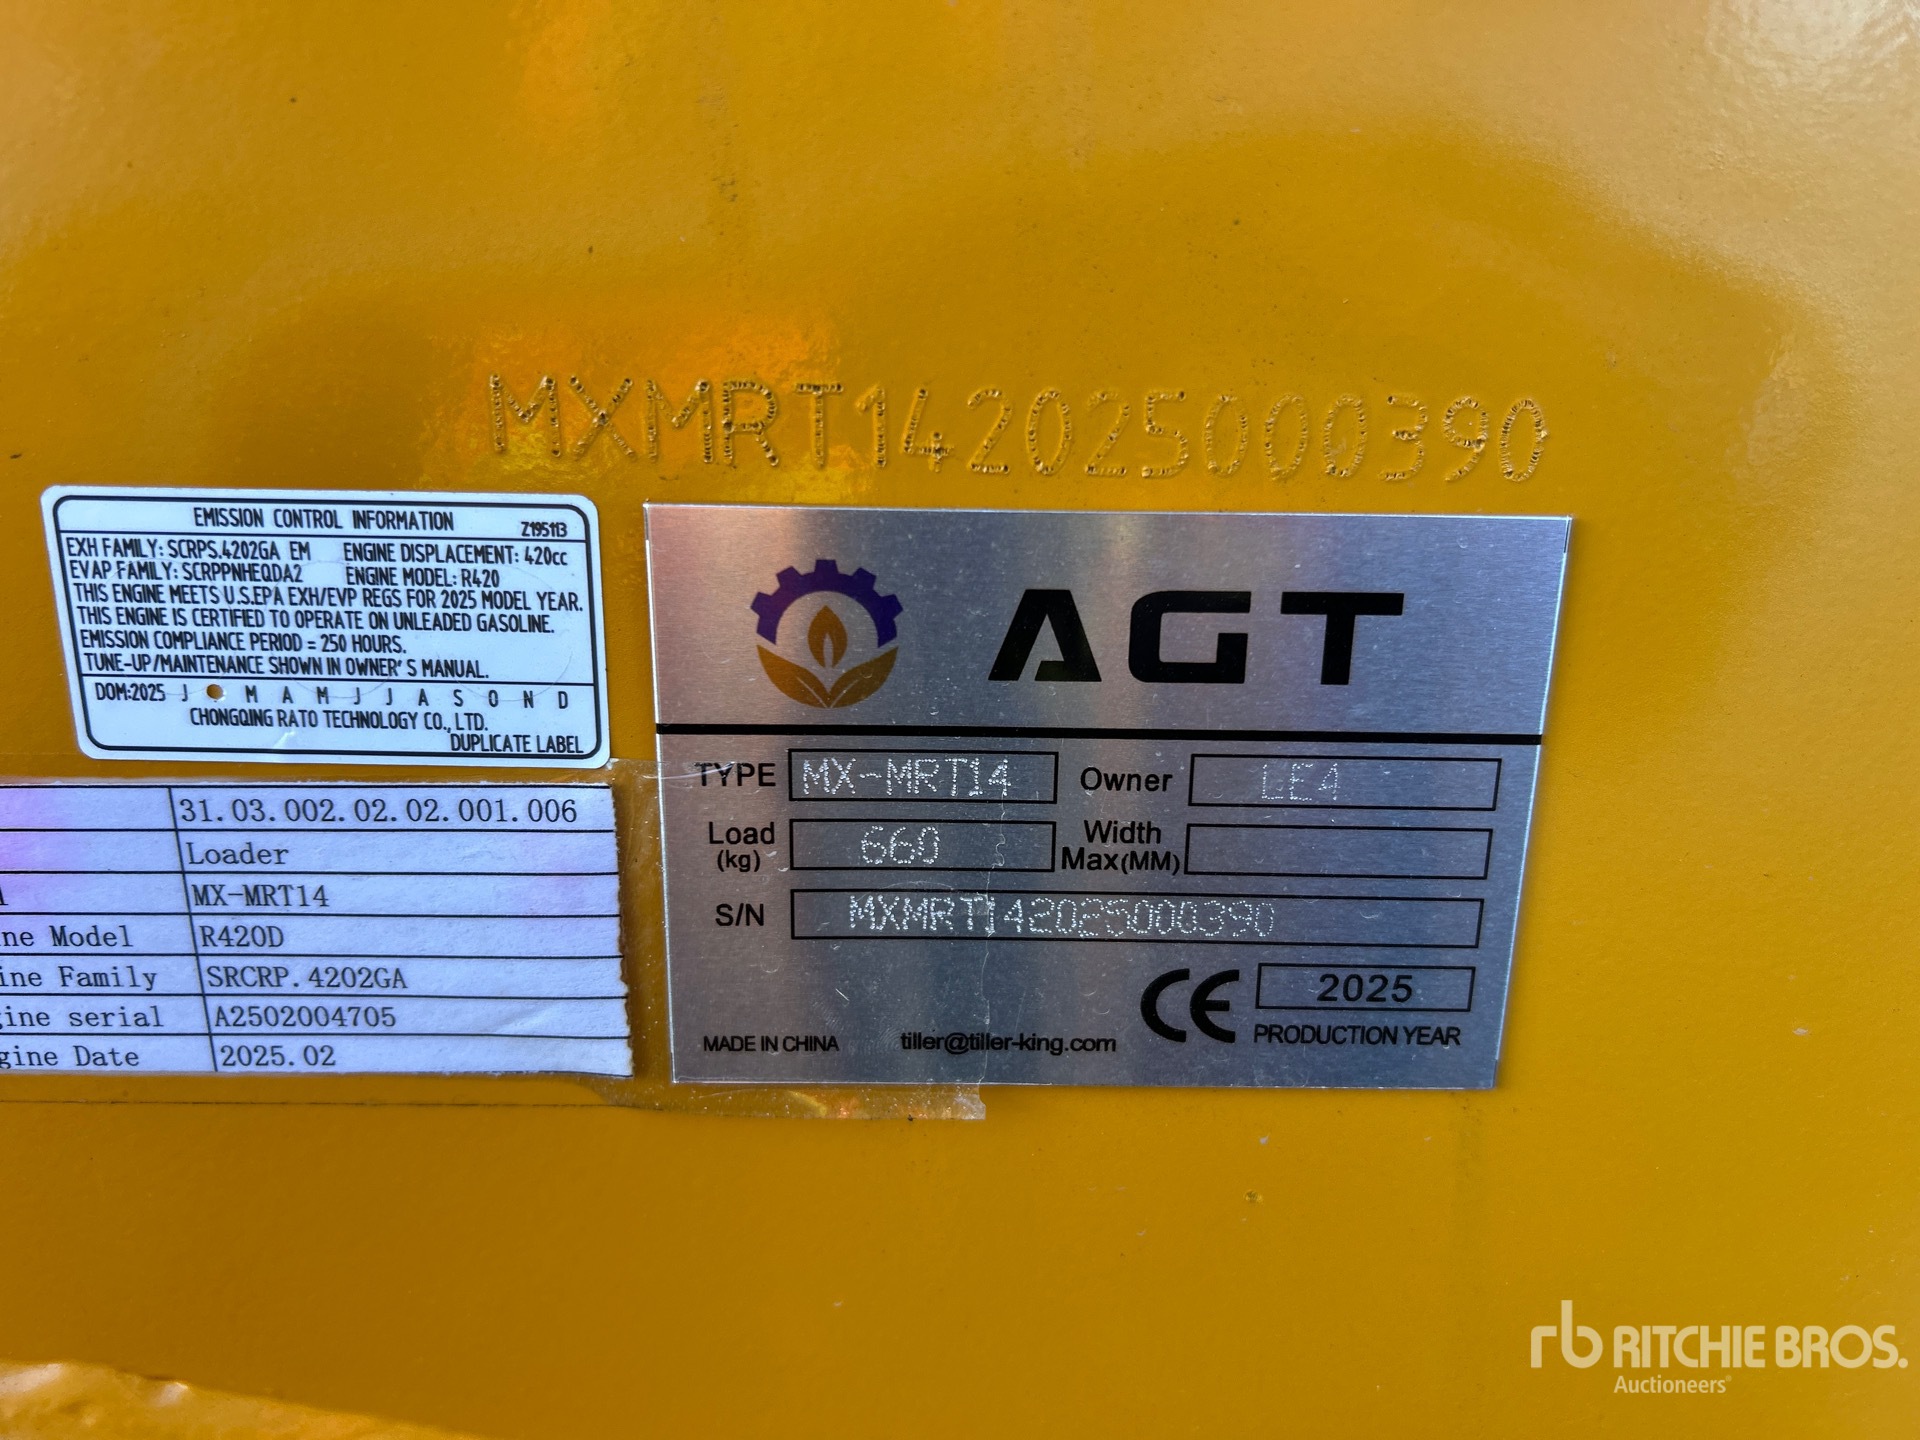 MXMRT142025000390
EMISSION CONTROL INFORMATION Z195113
EXH FAMILY: SCRPS.4202GA EM ENGINE DISPLACEMENT: 420cc
EVAP FAMILY: SCRPPNHEQDA2 ENGINE MODEL: R420
THIS ENGINE MEETS U.S.EPA EXH/EVP REGS FOR 2025 MODEL YEAR.
THIS ENGINE IS CERTIFIED TO OPERATE ON UNLEADED GASOLINE.
EMISSION COMPLIANCE PERIOD = 250 HOURS.
TUNE-UP/MAINTENANCE SHOWN IN OWNER'S MANUAL.
DOM:2025 J M A M J J A S O N D
CHONGQING RATO TECHNOLOGY CO., LTD.
DUPLICATE LABEL
31.03.002.02.02.001.006
Loader
MX-MRT14
ne Model R420D
ine Family SRCRP.4202GA
gine serial A2502004705
gine Date 2025.02
AGT
TYPE MX-MRT14 Owner LE4
Load (kg) 660 Width Max(MM)
S/N MXMRT142025000390
CE 2025
MADE IN CHINA tiller@tiller-king.com PRODUCTION YEAR
rb RITCHIE BROS.
Auctioneers